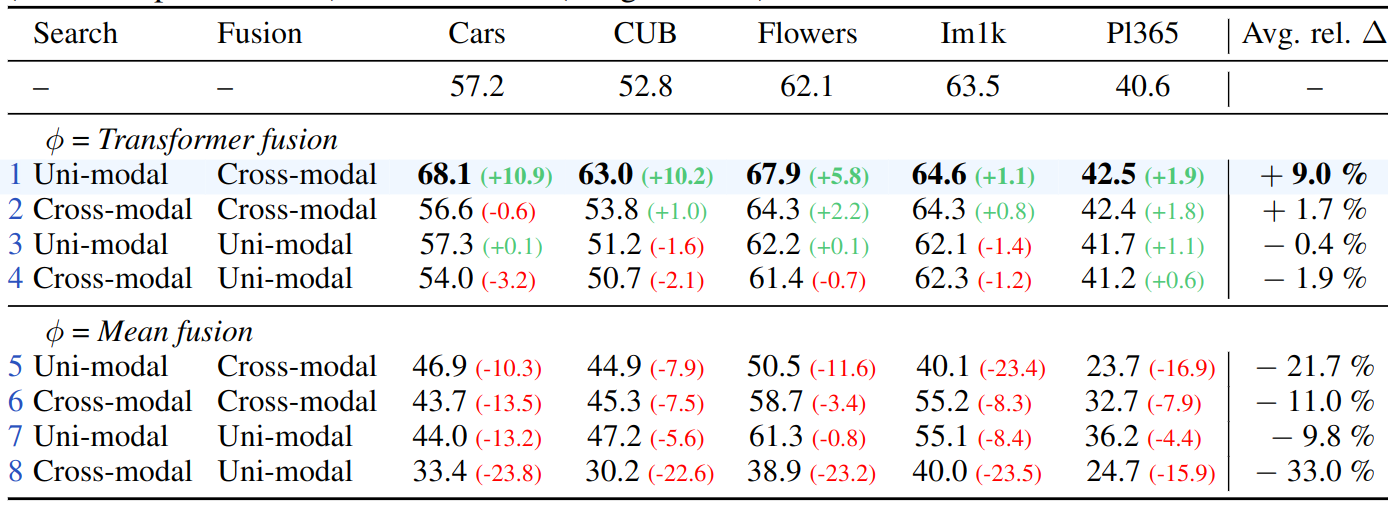 Search Fusion Cars CUB Flowers Im1k Pl365 Avg. rel. Δ
– – 57.2 52.8 62.1 63.5 40.6 –
ϕ = Transformer fusion
1 Uni-modal Cross-modal 68.1 (+10.9) 63.0 (+10.2) 67.9 (+5.8) 64.6 (+1.1) 42.5 (+1.9) + 9.0 %
2 Cross-modal Cross-modal 56.6 (-0.6) 53.8 (+1.0) 64.3 (+2.2) 64.3 (+0.8) 42.4 (+1.8) + 1.7 %
3 Uni-modal Uni-modal 57.3 (+0.1) 51.2 (-1.6) 62.2 (+0.1) 62.1 (-1.4) 41.7 (+1.1) − 0.4 %
4 Cross-modal Uni-modal 54.0 (-3.2) 50.7 (-2.1) 61.4 (-0.7) 62.3 (-1.2) 41.2 (+0.6) − 1.9 %
ϕ = Mean fusion
5 Uni-modal Cross-modal 46.9 (-10.3) 44.9 (-7.9) 50.5 (-11.6) 40.1 (-23.4) 23.7 (-16.9) − 21.7 %
6 Cross-modal Cross-modal 43.7 (-13.5) 45.3 (-7.5) 58.7 (-3.4) 55.2 (-8.3) 32.7 (-7.9) − 11.0 %
7 Uni-modal Uni-modal 44.0 (-13.2) 47.2 (-5.6) 61.3 (-0.8) 55.1 (-8.4) 36.2 (-4.4) − 9.8 %
8 Cross-modal Uni-modal 33.4 (-23.8) 30.2 (-22.6) 38.9 (-23.2) 40.0 (-23.5) 24.7 (-15.9) − 33.0 %